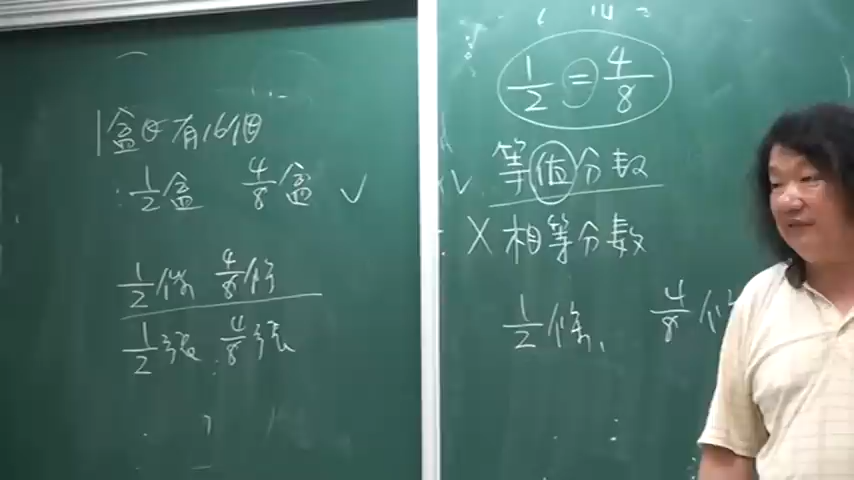 1盒有16個
1/2盒 4/8盒 ✓
1/2條 4/8條
1/2張 4/8張
1/2 = 4/8
✓ 等值分數
X 相等分數
1/2條、 4/8條